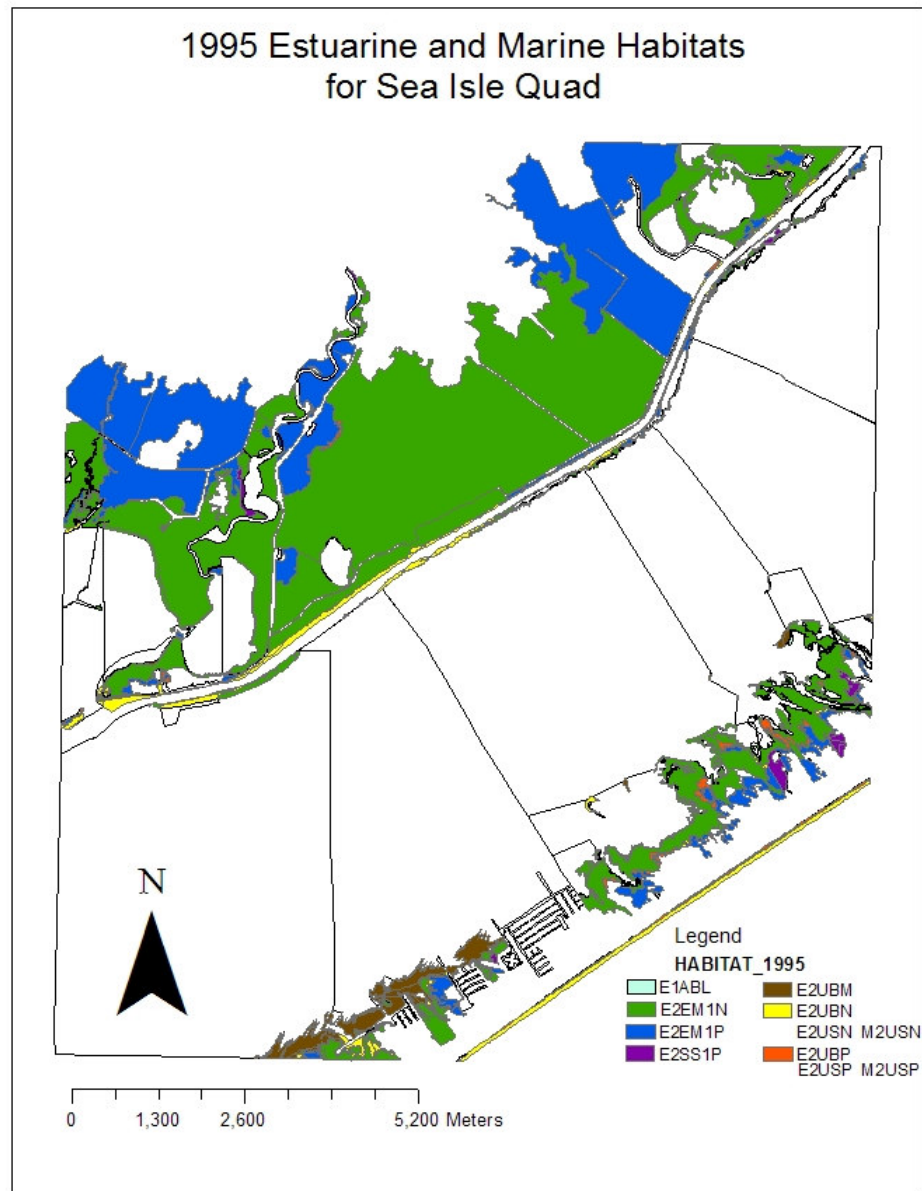 1995 Estuarine and Marine Habitats
for Sea Isle Quad
N
Legend
HABITAT_1995
E1ABL
E2EM1N
E2EM1P
E2SS1P
E2UBM
E2UBN
E2USN M2USN
E2UBP
E2USP M2USP
0 1,300 2,600 5,200 Meters